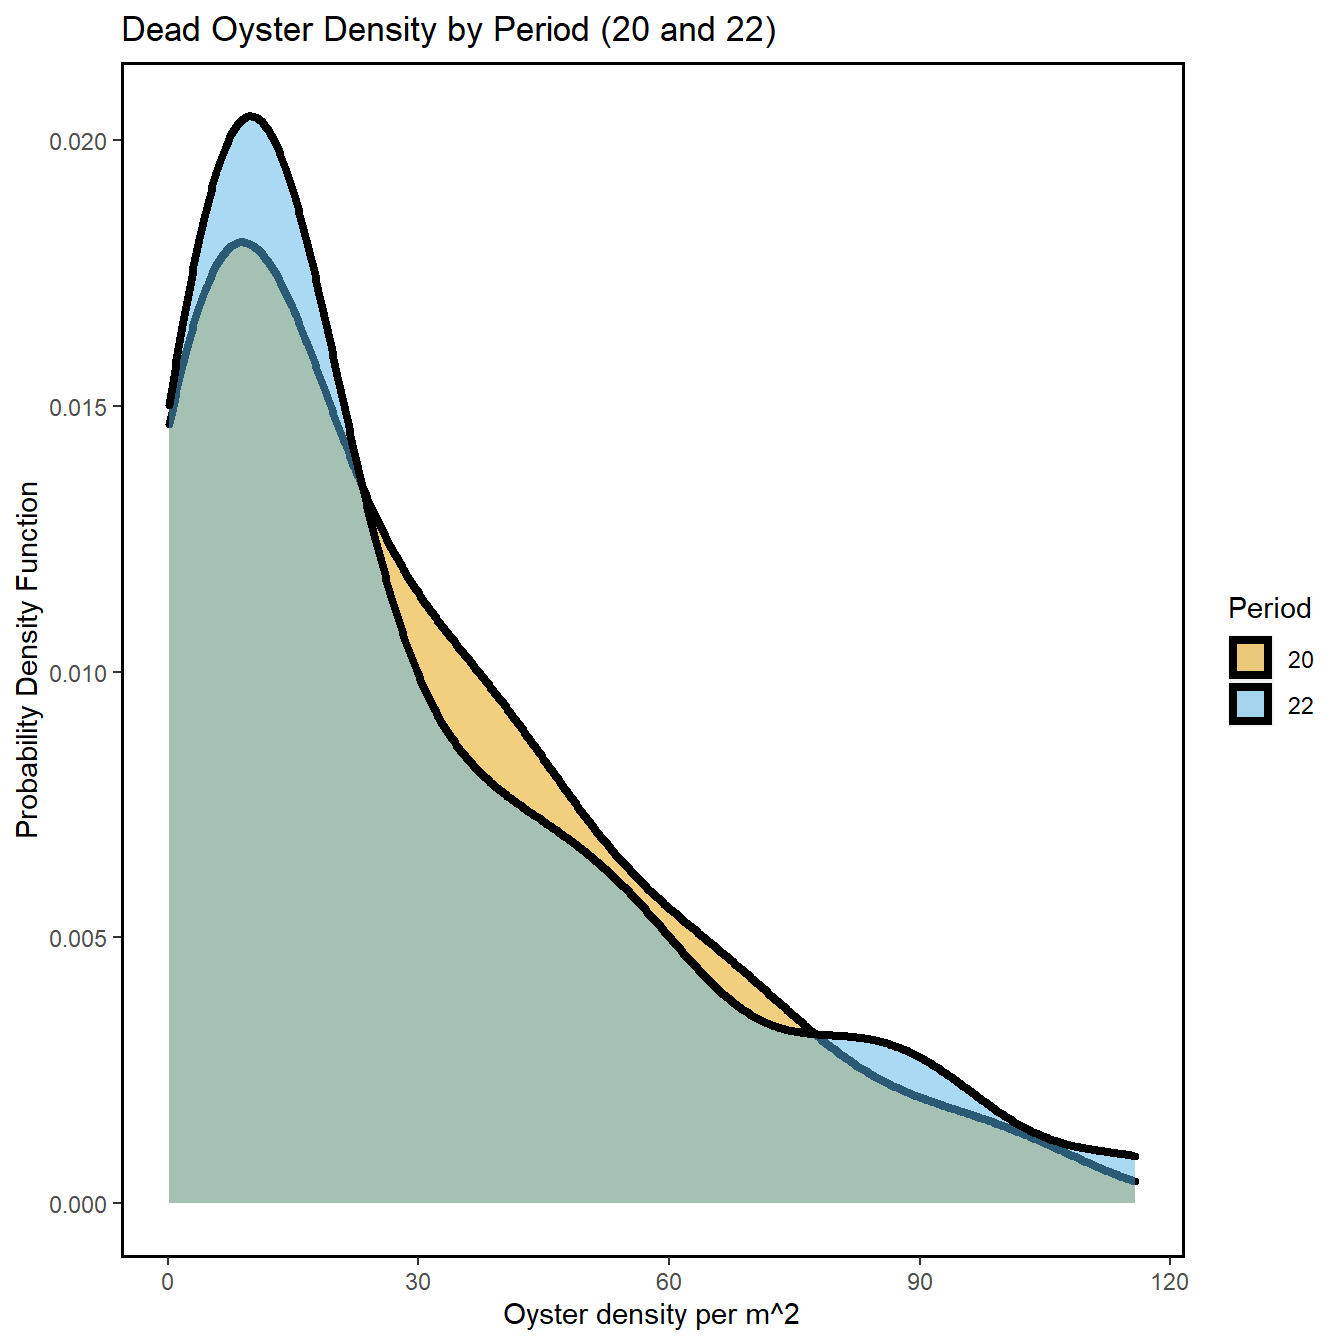 Dead Oyster Density by Period (20 and 22)
Probability Density Function
0.020
0.015
0.010
0.005
0.000
0 30 60 90 120
Oyster density per m^2
Period
20
22